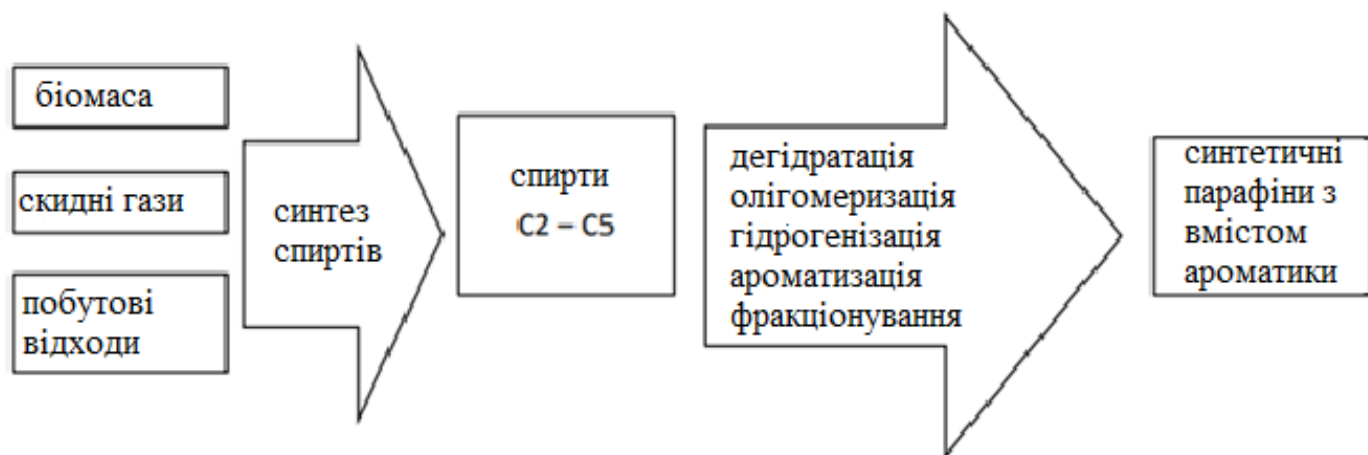 біомаса
скидні гази
побутові
відходи
синтез
спиртів
спирти
C2 – C5
дегідратація
олігомеризація
гідрогенізація
ароматизація
фракціонування
синтетичні
парафіни з
вмістом
ароматики